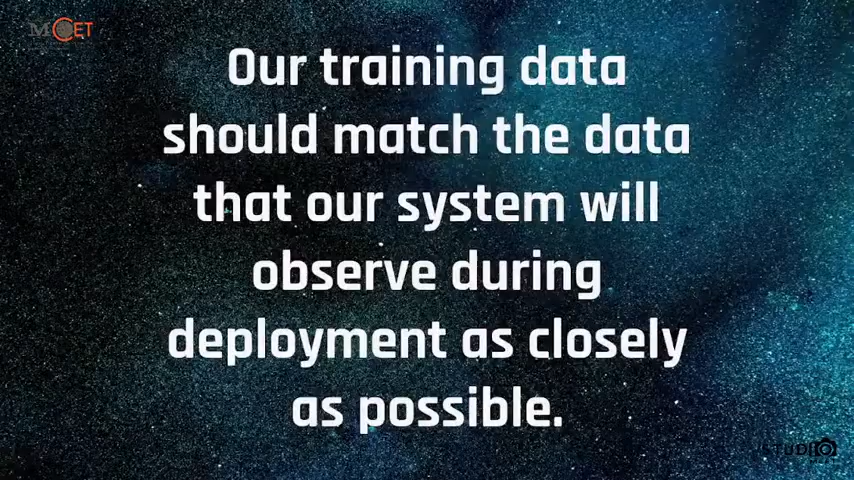 MCET
Our training data
should match the data
that our system will
observe during
deployment as closely
as possible.
STUDIO